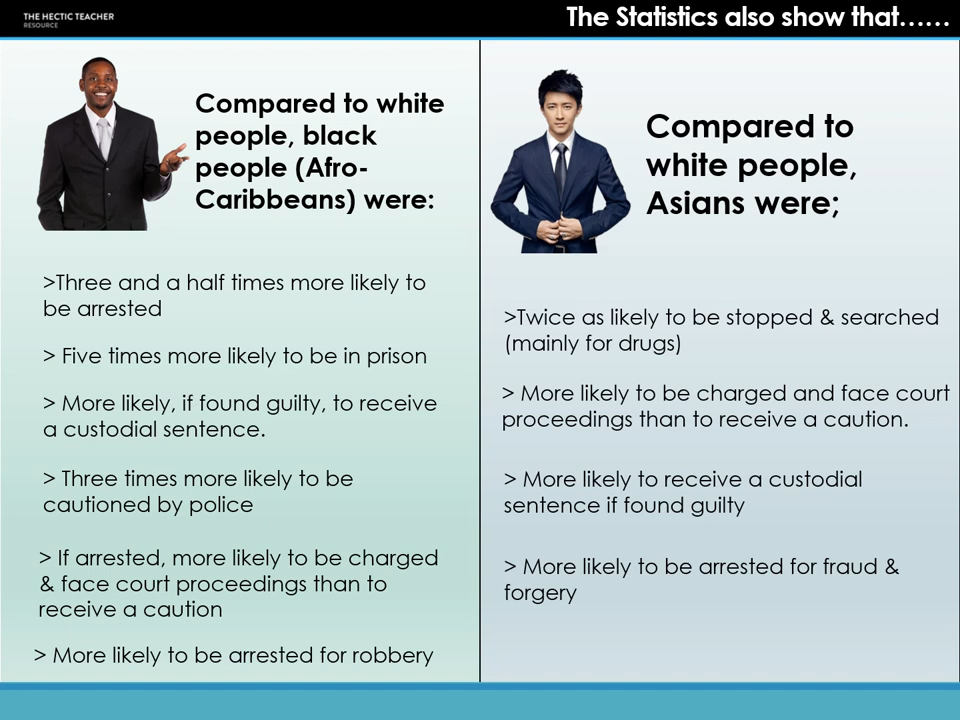 THE HECTIC TEACHER
RESOURCE
The Statistics also show that……
Compared to white
people, black
people (Afro-
Caribbeans) were:
>Three and a half times more likely to
be arrested
> Five times more likely to be in prison
> More likely, if found guilty, to receive
a custodial sentence.
> Three times more likely to be
cautioned by police
> If arrested, more likely to be charged
& face court proceedings than to
receive a caution
> More likely to be arrested for robbery
Compared to
white people,
Asians were;
>Twice as likely to be stopped & searched
(mainly for drugs)
> More likely to be charged and face court
proceedings than to receive a caution.
> More likely to receive a custodial
sentence if found guilty
> More likely to be arrested for fraud &
forgery